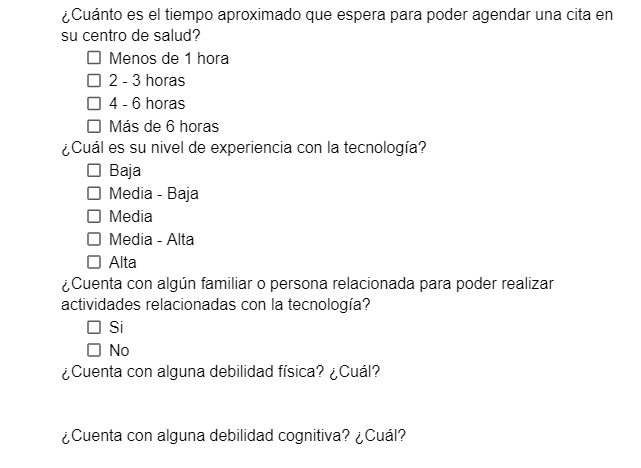 ¿Cuánto es el tiempo aproximado que espera para poder agendar una cita en
su centro de salud?
Menos de 1 hora
2 - 3 horas
4 - 6 horas
Más de 6 horas
¿Cuál es su nivel de experiencia con la tecnología?
Baja
Media - Baja
Media
Media - Alta
Alta
¿Cuenta con algún familiar o persona relacionada para poder realizar
actividades relacionadas con la tecnología?
Si
No
¿Cuenta con alguna debilidad física? ¿Cuál?
¿Cuenta con alguna debilidad cognitiva? ¿Cuál?